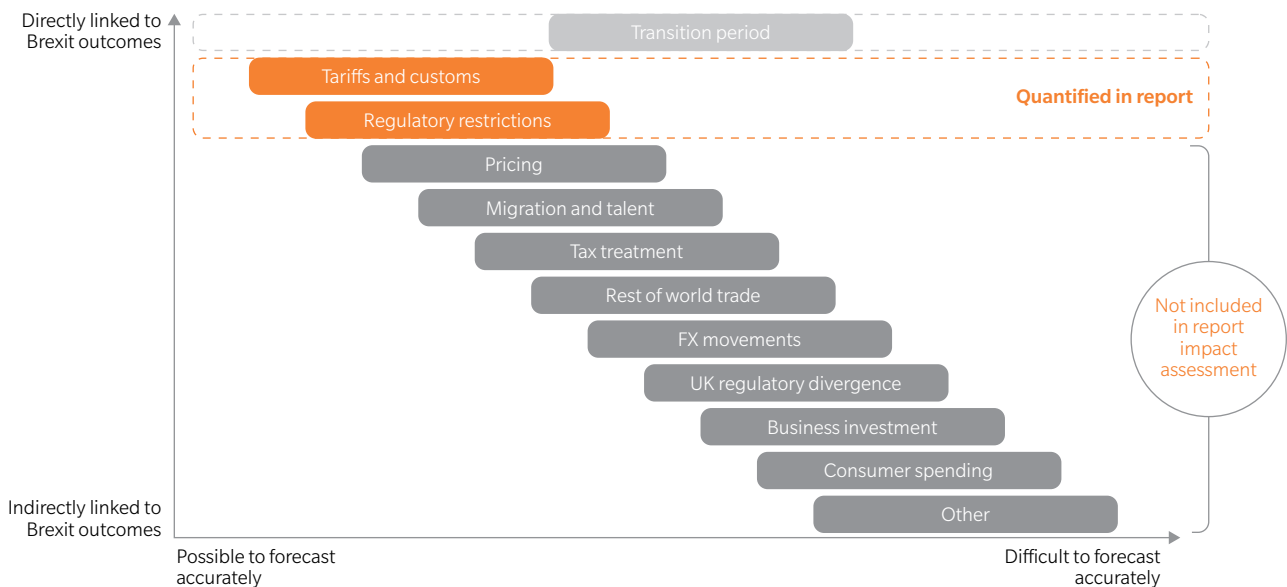 Directly linked to
Brexit outcomes
Transition period
Tariffs and customs
Quantified in report
Regulatory restrictions
Pricing
Migration and talent
Tax treatment
Rest of world trade
Not included
in report
impact
assessment
FX movements
UK regulatory divergence
Business investment
Consumer spending
Other
Indirectly linked to
Brexit outcomes
Possible to forecast
accurately
Difficult to forecast
accurately